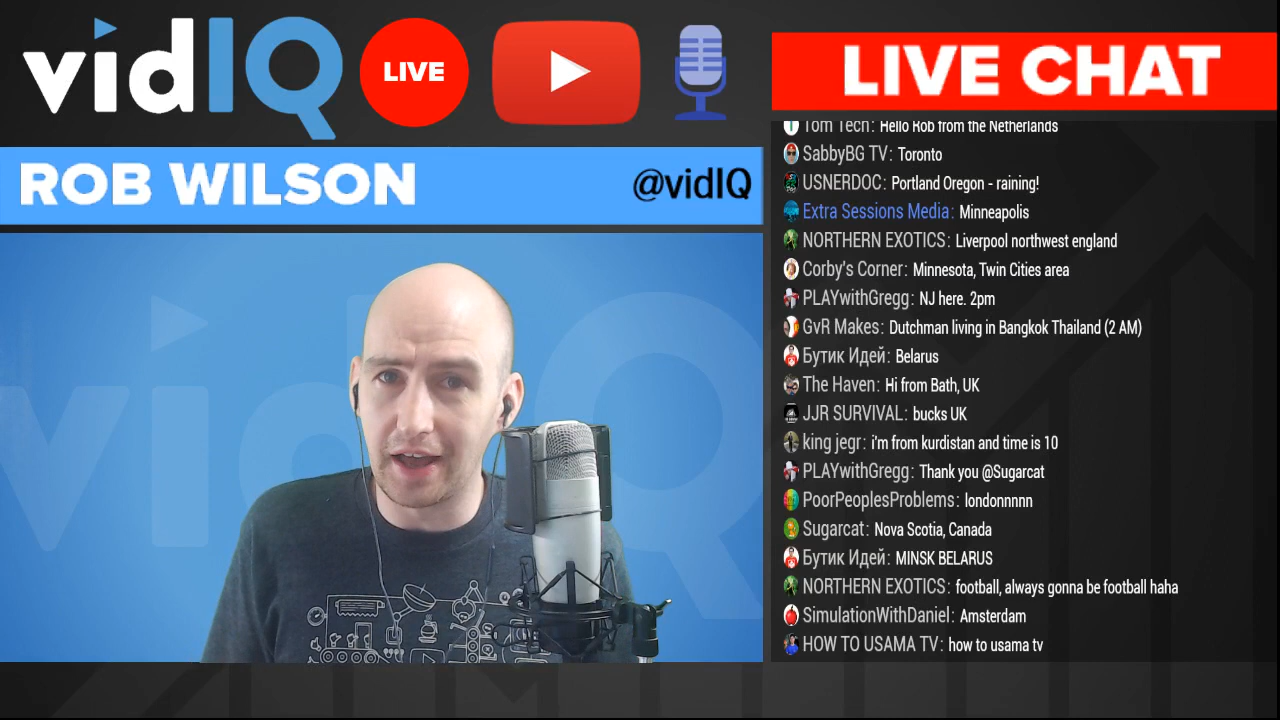 vidIQ
LIVE
LIVE CHAT
ROB WILSON
@vidIQ
Tom Tech: Hello Rob from the Netherlands
SabbyBG TV: Toronto
USNERDOC: Portland Oregon - raining!
Extra Sessions Media: Minneapolis
NORTHERN EXOTICS: Liverpool northwest england
Corby's Corner: Minnesota, Twin Cities area
PLAYwithGregg: NJ here. 2pm
GvR Makes: Dutchman living in Bangkok Thailand (2 AM)
Бутик Идей: Belarus
The Haven: Hi from Bath, UK
JJR SURVIVAL: bucks UK
king jegr: i'm from kurdistan and time is 10
PLAYwithGregg: Thank you @Sugarcat
PoorPeoplesProblems: londonnnnn
Sugarcat: Nova Scotia, Canada
Бутик Идей: MINSK BELARUS
NORTHERN EXOTICS: football, always gonna be football haha
SimulationWithDaniel: Amsterdam
HOW TO USAMA TV: how to usama tv
vidIQ